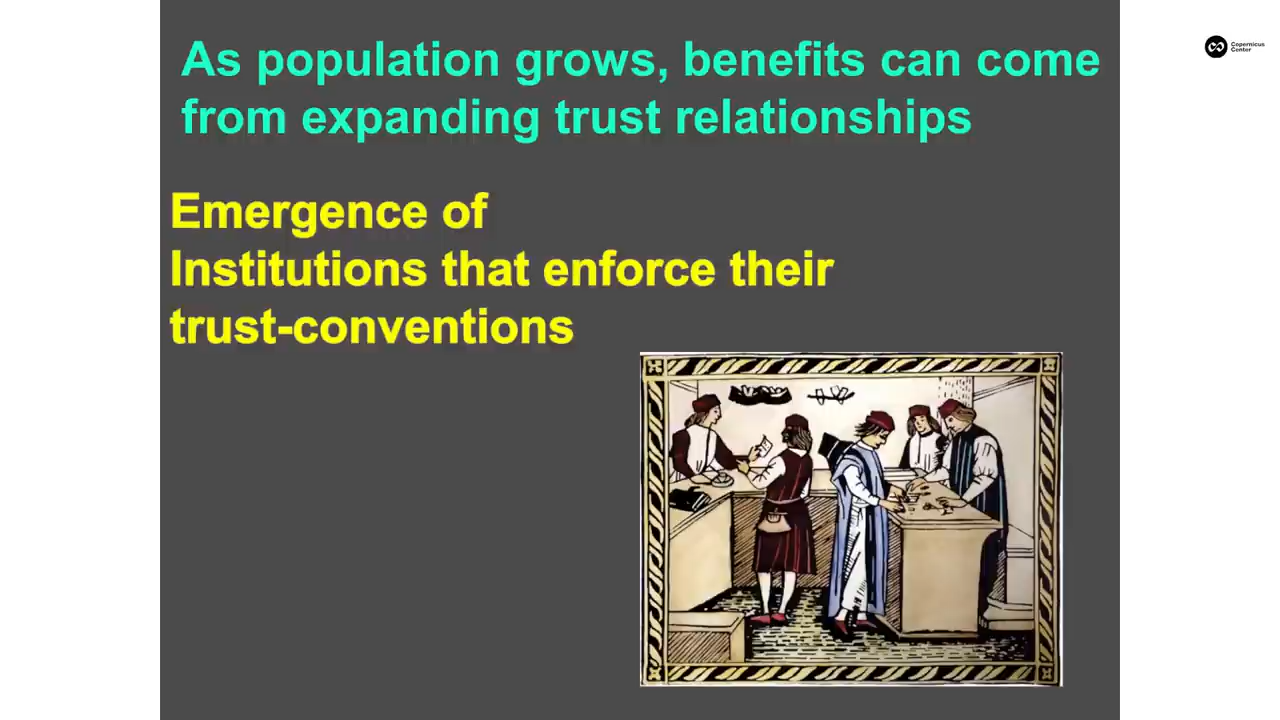 As population grows, benefits can come
from expanding trust relationships
Emergence of
Institutions that enforce their
trust-conventions
Copernicus
Center